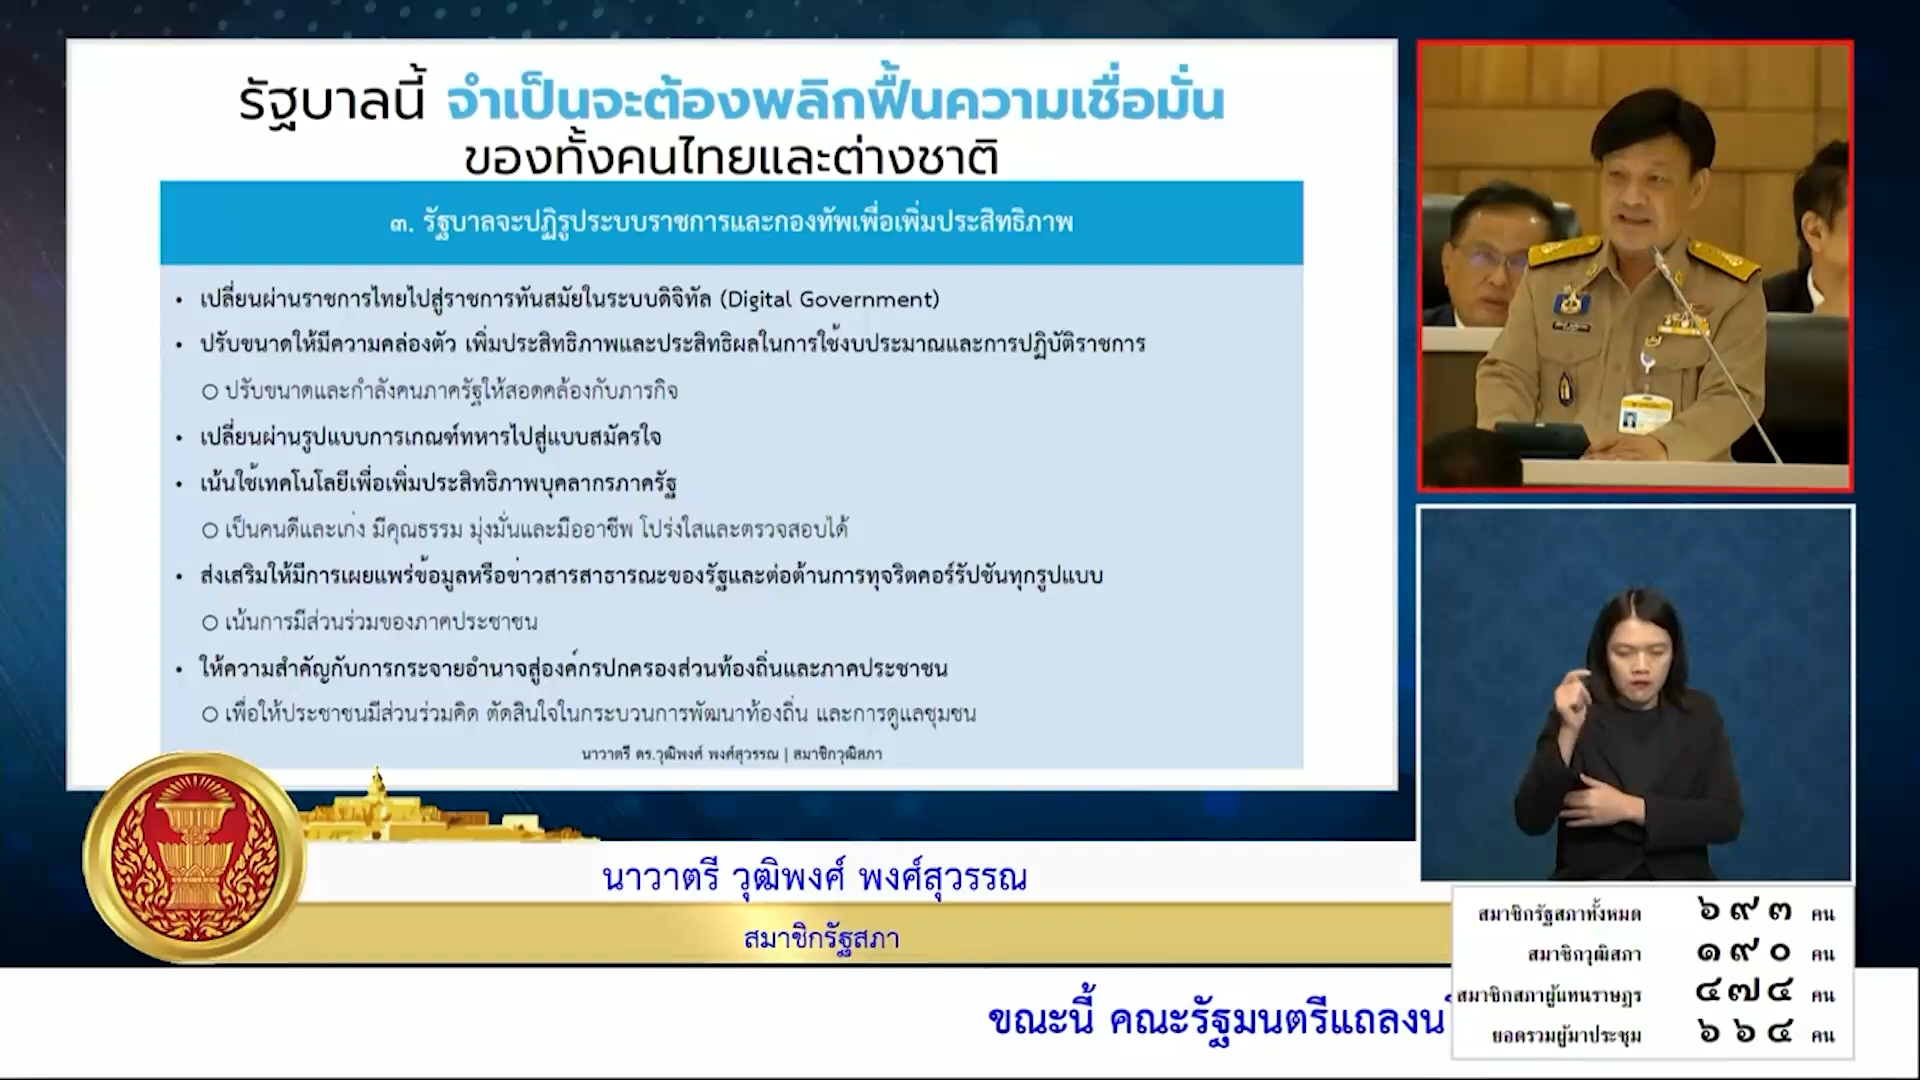 รัฐบาลนี้ จำเป็นจะต้องพลิกฟื้นความเชื่อมั่น
ของทั้งคนไทยและต่างชาติ
๓. รัฐบาลจะปฏิรูประบบราชการและกองทัพเพื่อเพิ่มประสิทธิภาพ
• เปลี่ยนผ่านราชการไทยไปสู่ราชการทันสมัยในระบบดิจิทัล (Digital Government)
• ปรับขนาดให้มีความคล่องตัว เพิ่มประสิทธิภาพและประสิทธิผลในการใช้งบประมาณและการปฏิบัติราชการ
○ ปรับขนาดและกำลังคนภาครัฐให้สอดคล้องกับภารกิจ
• เปลี่ยนผ่านรูปแบบการเกณฑ์ทหารไปสู่แบบสมัครใจ
• เน้นใช้เทคโนโลยีเพื่อเพิ่มประสิทธิภาพบุคลากรภาครัฐ
○ เป็นคนดีและเก่ง มีคุณธรรม มุ่งมั่นและมืออาชีพ โปร่งใสและตรวจสอบได้
• ส่งเสริมให้มีการเผยแพร่ข้อมูลหรือข่าวสารสาธารณะของรัฐและต่อต้านการทุจริตคอร์รัปชันทุกรูปแบบ
○ เน้นการมีส่วนร่วมของภาคประชาชน
• ให้ความสำคัญกับการกระจายอำนาจสู่องค์กรปกครองส่วนท้องถิ่นและภาคประชาชน
○ เพื่อให้ประชาชนมีส่วนร่วมคิด ตัดสินใจในกระบวนการพัฒนาท้องถิ่น และการดูแลชุมชน
นาวาตรี ดร.วุฒิพงศ์ พงศ์สุวรรณ | สมาชิกวุฒิสภา
นาวาตรี วุฒิพงศ์ พงศ์สุวรรณ
สมาชิกรัฐสภา
ขณะนี้ คณะรัฐมนตรีแถลงน
สมาชิกรัฐสภาทั้งหมด ๖๙๓ คน
สมาชิกวุฒิสภา ๑๙๐ คน
สมาชิกสภาผู้แทนราษฎร ๔๗๔ คน
ยอดรวมผู้มาประชุม ๖๖๔ คน